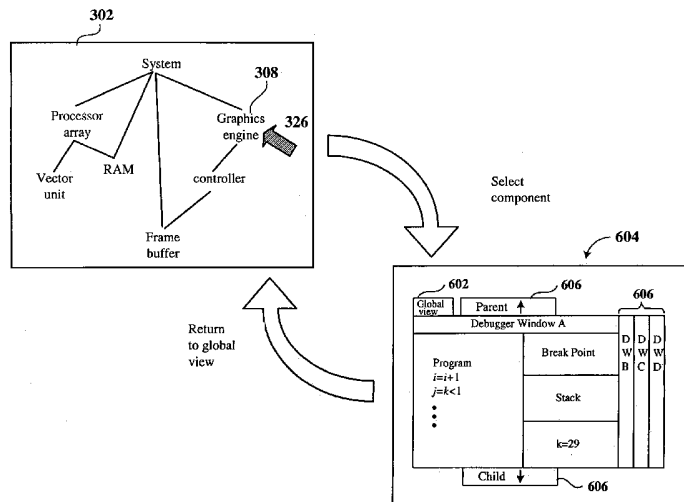 302
System
308
Processor
array
Graphics
engine
326
Vector
unit
RAM
controller
Frame
buffer
Select
component
604
602
606
606
Global
view
Parent
Debugger Window A
D
W
B
D
W
C
D
W
D
Program
i=i+1
j=k<1
Break Point
Stack
k=29
Child
606
Return
to global
view